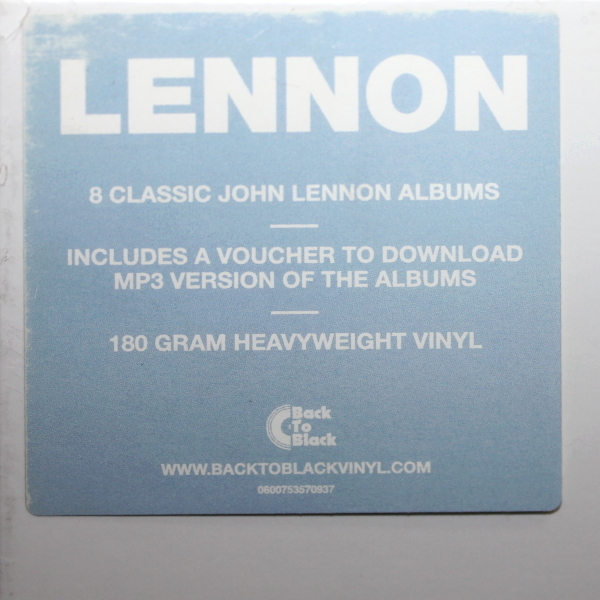 LENNON
8 CLASSIC JOHN LENNON ALBUMS
INCLUDES A VOUCHER TO DOWNLOAD
MP3 VERSION OF THE ALBUMS
180 GRAM HEAVYWEIGHT VINYL
Back
To
Black
WWW.BACKTOBLACKVINYL.COM
0600753570937